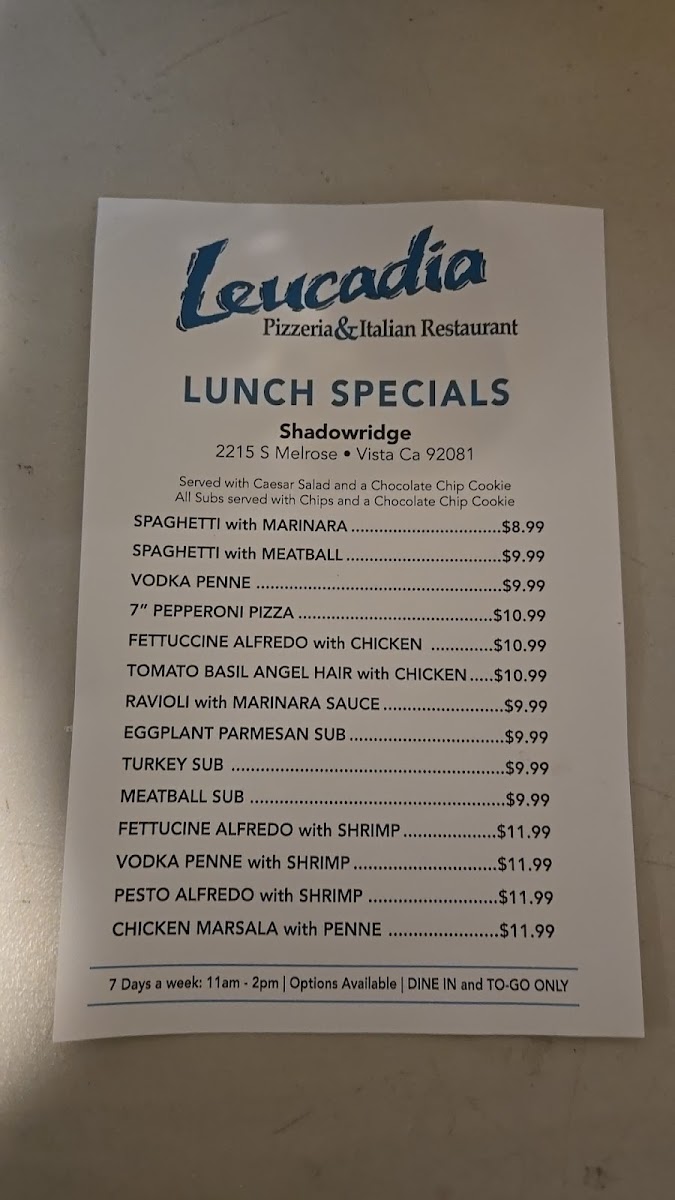 Leucadia
Pizzeria & Italian Restaurant
LUNCH SPECIALS
Shadowridge
2215 S Melrose • Vista Ca 92081
Served with Caesar Salad and a Chocolate Chip Cookie
All Subs served with Chips and a Chocolate Chip Cookie
SPAGHETTI with MARINARA..............................$8.99
SPAGHETTI with MEATBALL...............................$9.99
VODKA PENNE .................................................$9.99
7” PEPPERONI PIZZA .......................................$10.99
FETTUCCINE ALFREDO with CHICKEN ............$10.99
TOMATO BASIL ANGEL HAIR with CHICKEN.....$10.99
RAVIOLI with MARINARA SAUCE........................$9.99
EGGPLANT PARMESAN SUB...............................$9.99
TURKEY SUB ......................................................$9.99
MEATBALL SUB ..................................................$9.99
FETTUCINE ALFREDO with SHRIMP..................$11.99
VODKA PENNE with SHRIMP............................$11.99
PESTO ALFREDO with SHRIMP .........................$11.99
CHICKEN MARSALA with PENNE ......................$11.99
7 Days a week: 11am - 2pm | Options Available | DINE IN and TO-GO ONLY